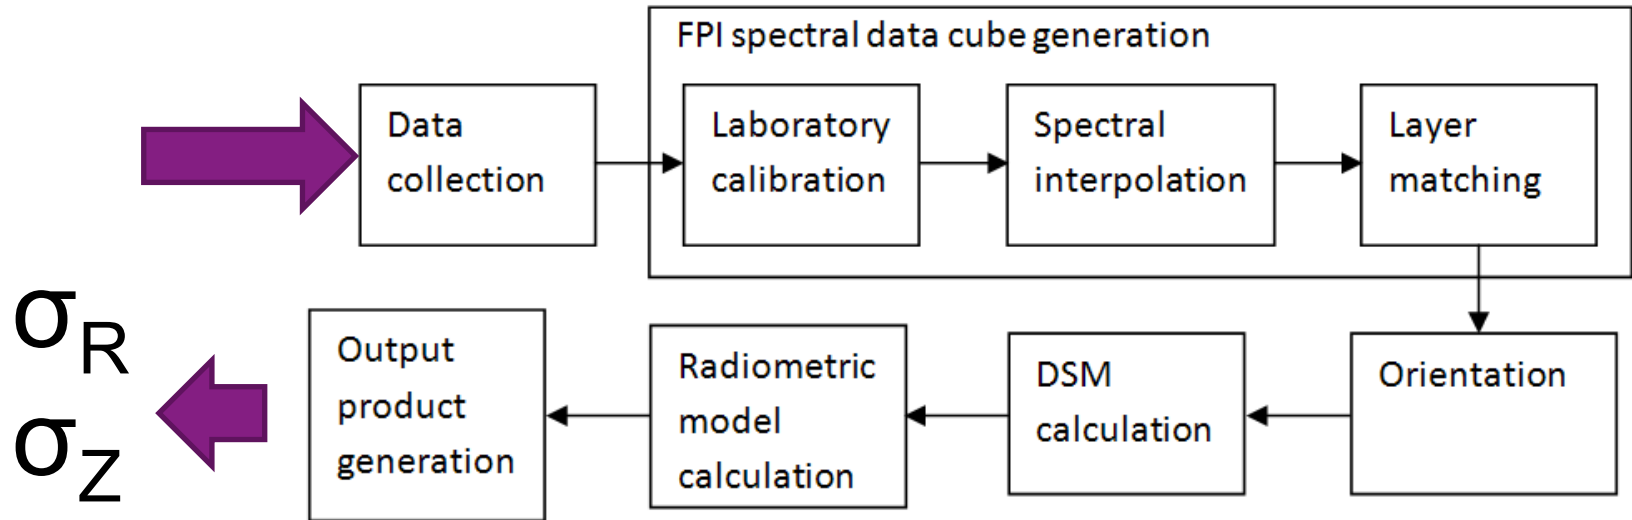 FPI spectral data cube generation
Data
collection
Laboratory
calibration
Spectral
interpolation
Layer
matching
Orientation
DSM
calculation
Radiometric
model
calculation
Output
product
generation
σR
σZ